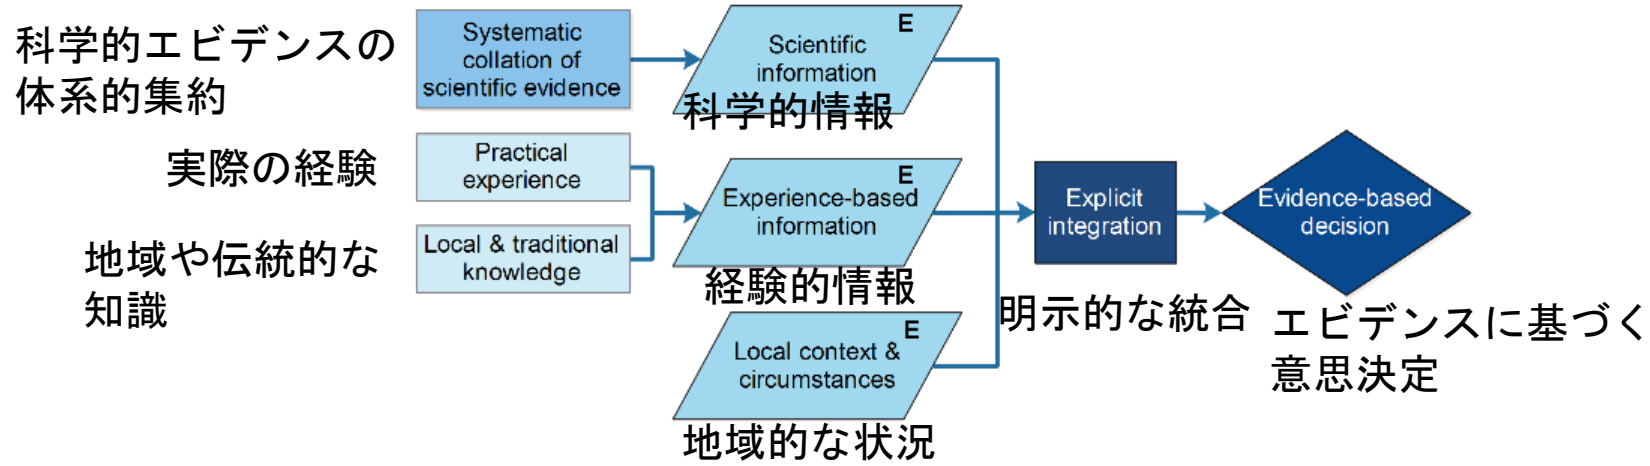 科学的エビデンスの
体系的集約
Systematic
collation of
scientific evidence
E
Scientific
information
科学的情報
実際の経験
Practical
experience
地域や伝統的な
知識
Local & traditional
knowledge
E
Experience-based
information
経験的情報
E
Local context &
circumstances
地域的な状況
Explicit
integration
明示的な統合
Evidence-based
decision
エビデンスに基づく
意思決定